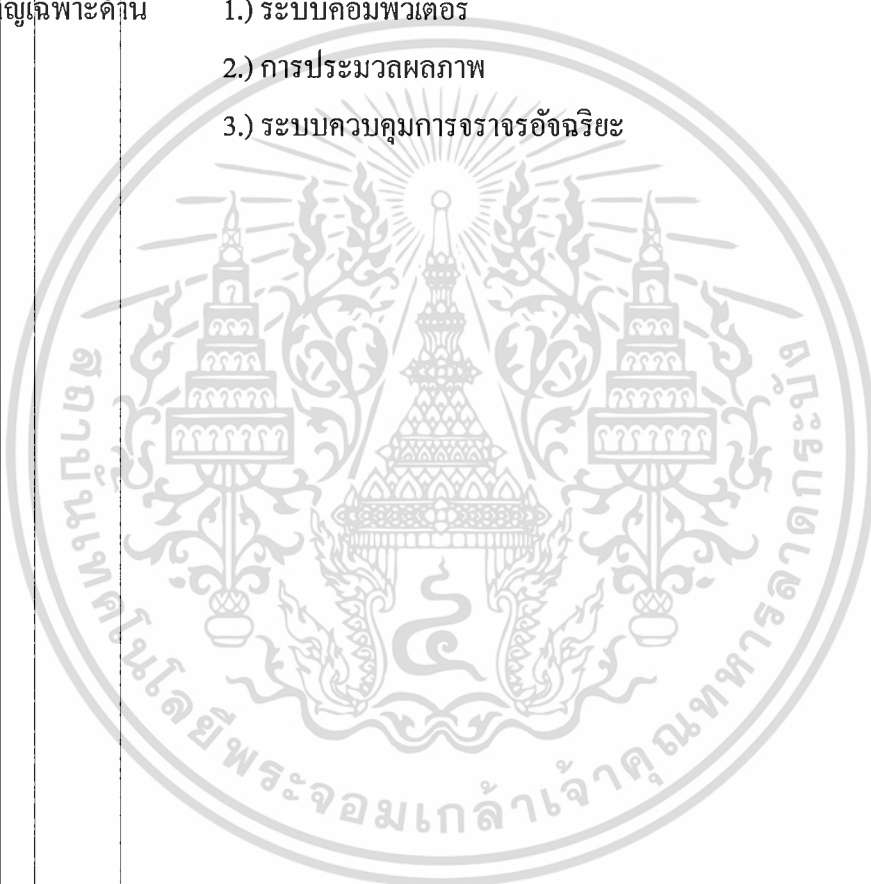 เฉพาะด้าน 1.) ระบบคอมพิวเตอร์
2.) การประมวลผลภาพ
3.) ระบบควบคุมการจราจรอัจฉริยะ
สถาบันเทคโนโลยีพระจอมเกล้าเจ้าคุณทหารลาดกระบัง